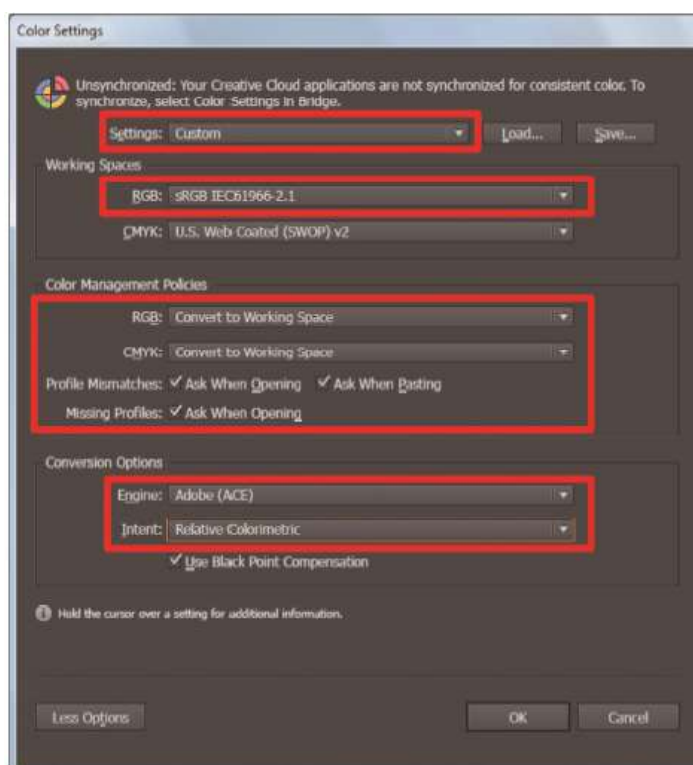 Color Settings
Unsynchronized: Your Creative Cloud applications are not synchronized for consistent color. To
synchronize, select Color Settings in Bridge.
Settings: Custom Load... Save...
Working Spaces
RGB: sRGB IEC61966-2.1
CMYK: U.S. Web Coated (SWOP) v2
Color Management Policies
RGB: Convert to Working Space
CMYK: Convert to Working Space
Profile Mismatches: Ask When Opening Ask When Pasting
Missing Profiles: Ask When Opening
Conversion Options
Engine: Adobe (ACE)
Intent: Relative Colorimetric
Use Black Point Compensation
Hold the cursor over a setting for additional information.
Less Options OK Cancel